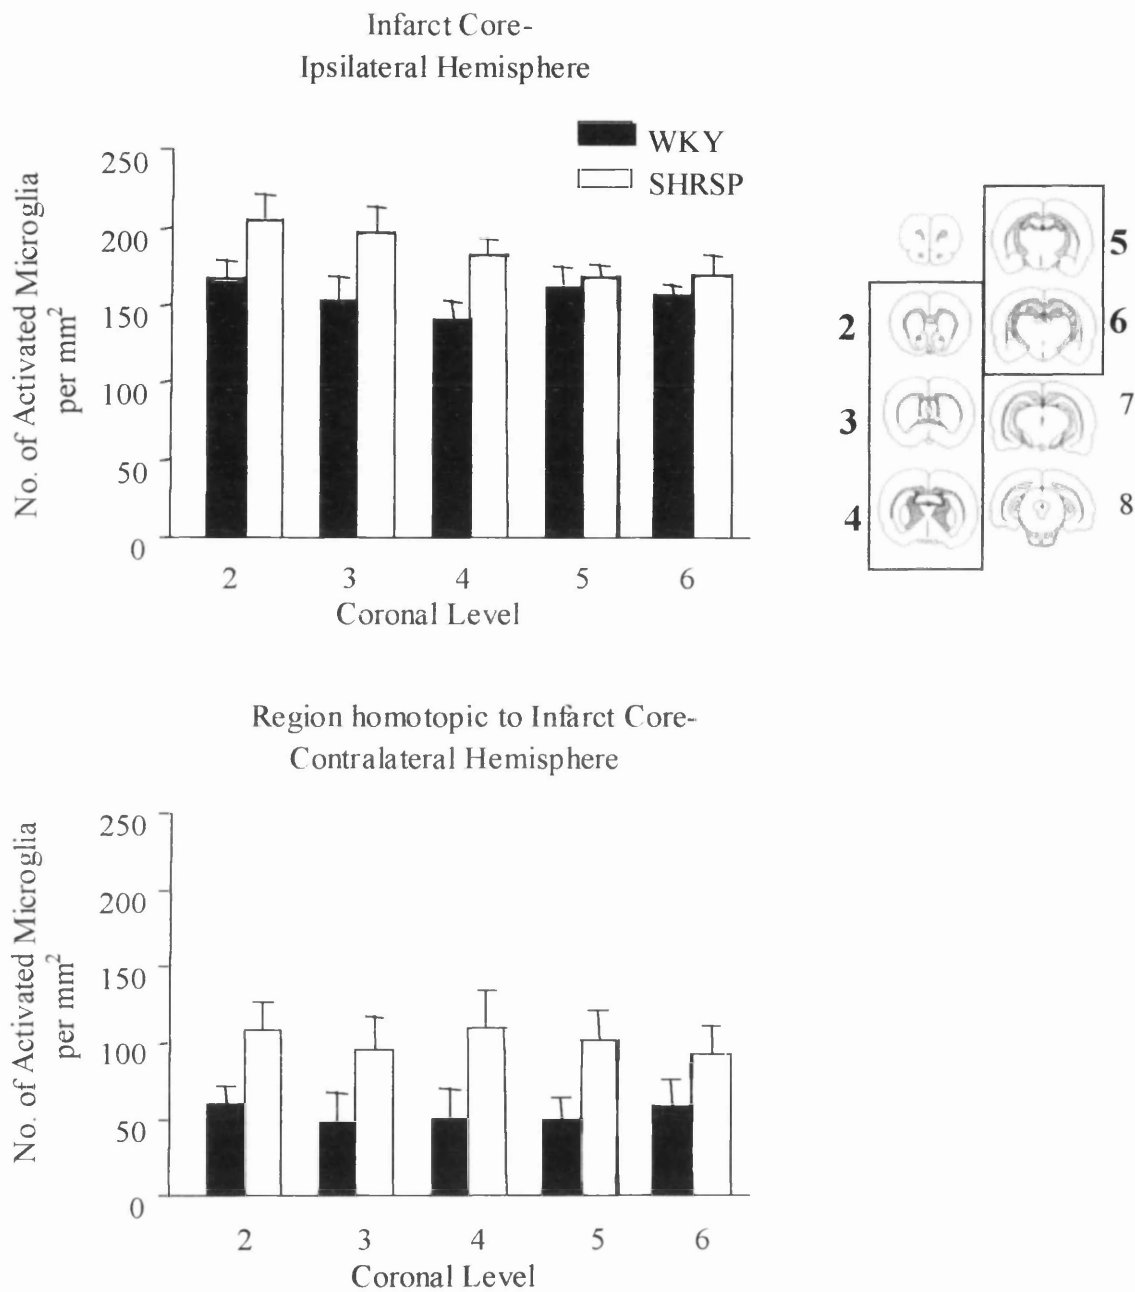 Infarct Core-
Ipsilateral Hemisphere
WKY
SHRSP
No. of Activated Microglia
per mm²
250
200
150
100
50
0
2 3 4 5 6
Coronal Level
5
2 6
3 7
4 8
Region homotopic to Infarct Core-
Contralateral Hemisphere
No. of Activated Microglia
per mm²
250
200
150
100
50
0
2 3 4 5 6
Coronal Level